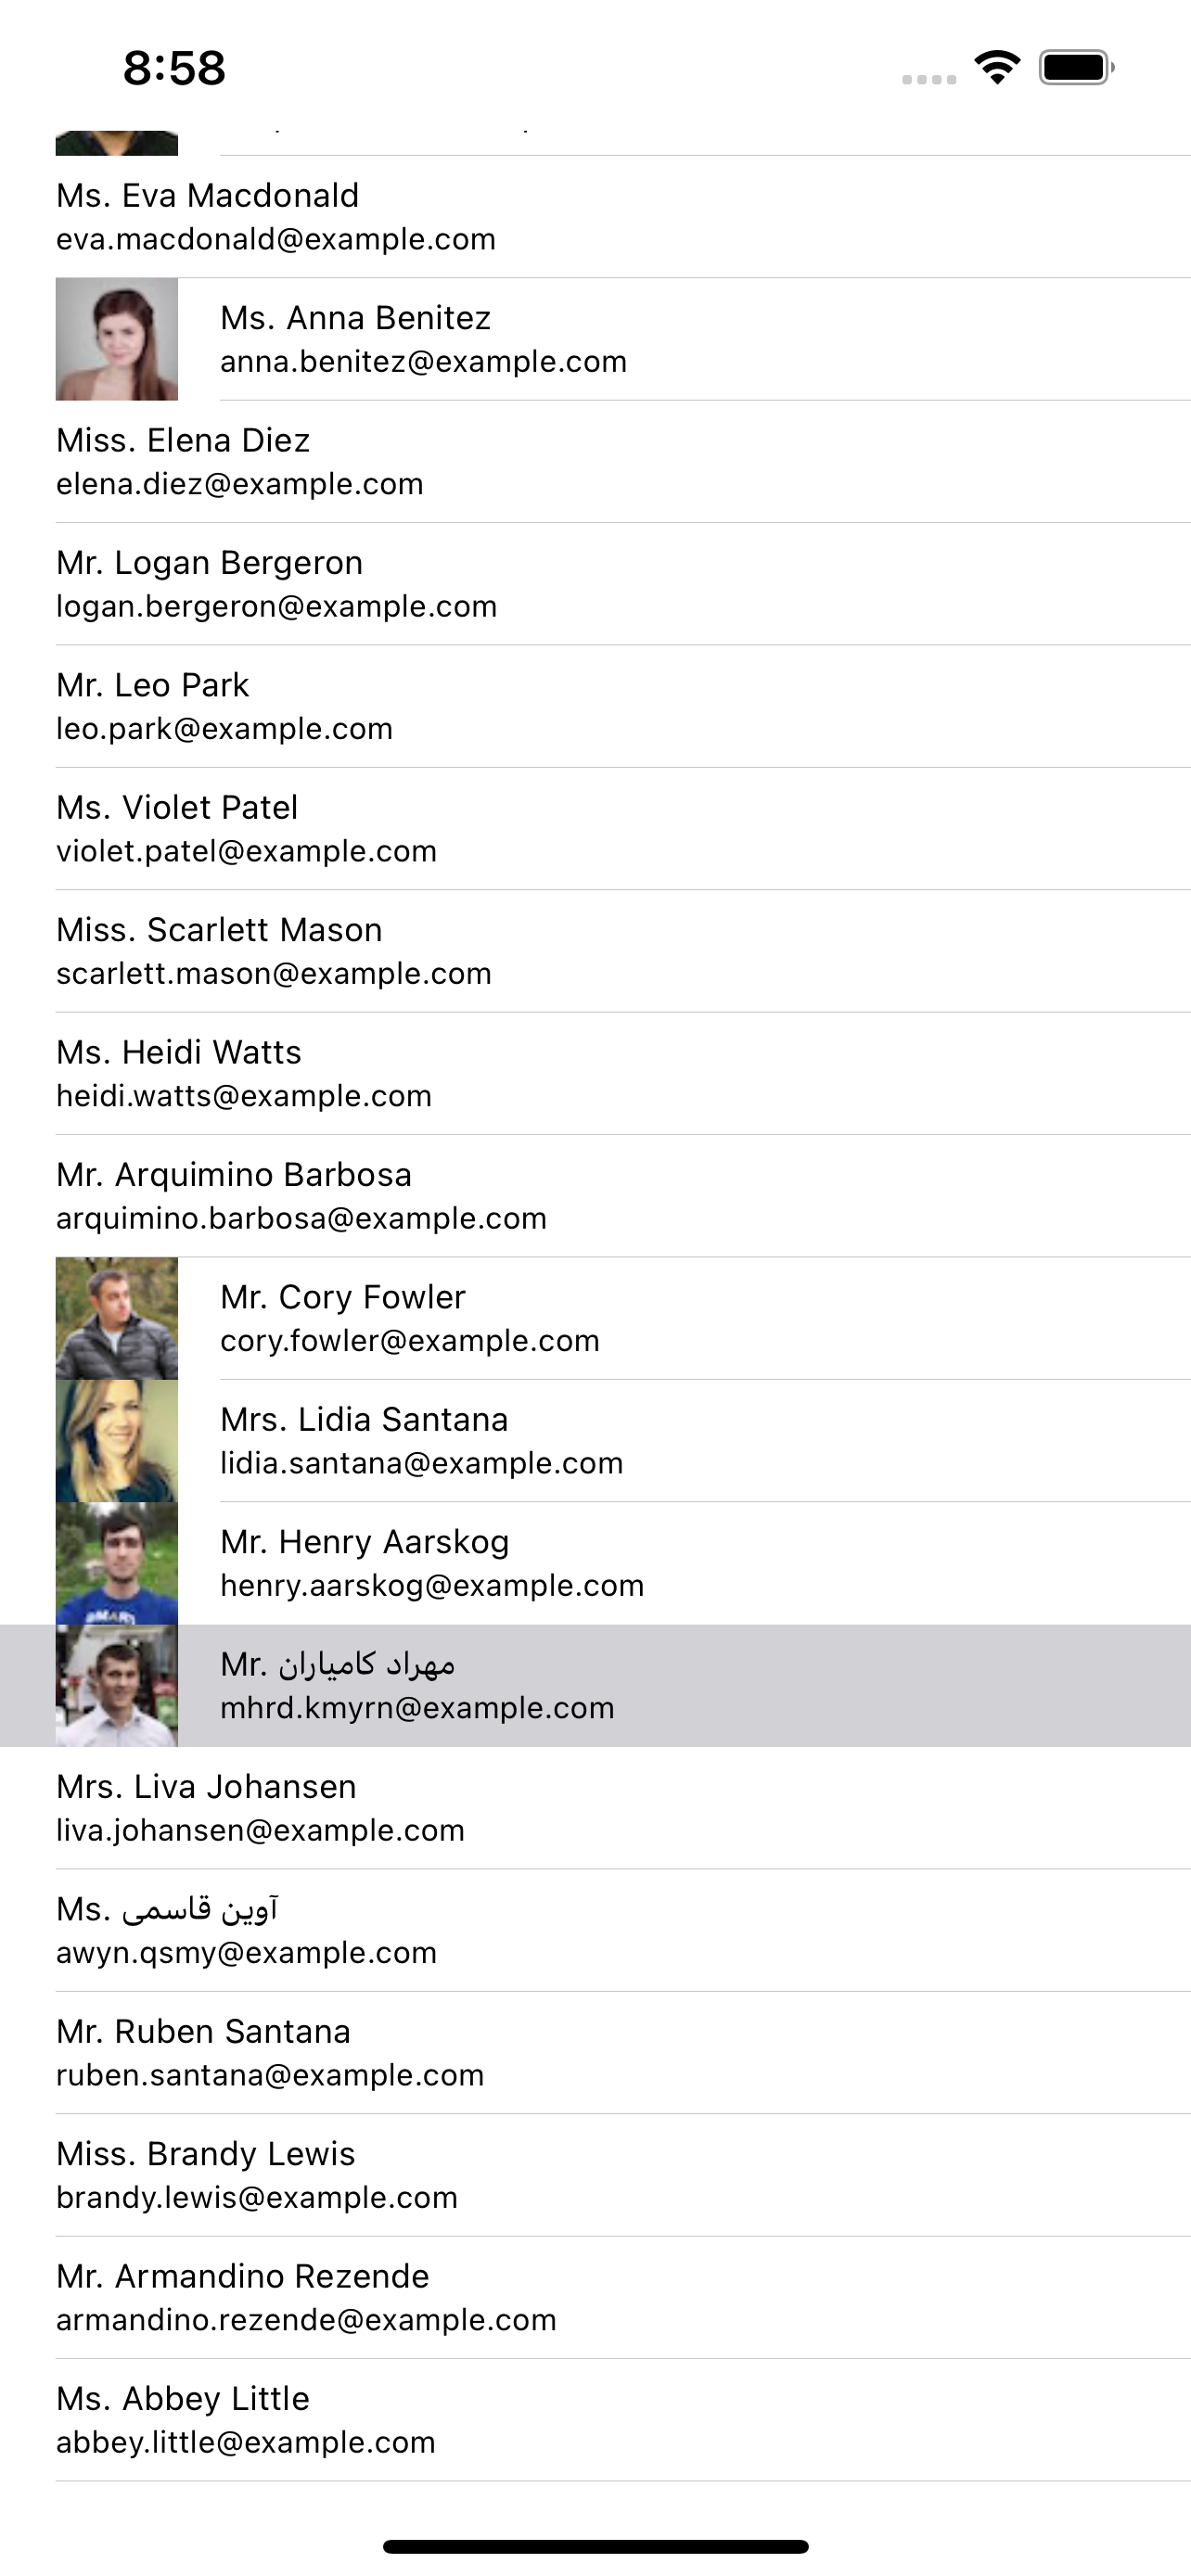 8:58
Ms. Eva Macdonald
eva.macdonald@example.com
Ms. Anna Benitez
anna.benitez@example.com
Miss. Elena Diez
elena.diez@example.com
Mr. Logan Bergeron
logan.bergeron@example.com
Mr. Leo Park
leo.park@example.com
Ms. Violet Patel
violet.patel@example.com
Miss. Scarlett Mason
scarlett.mason@example.com
Ms. Heidi Watts
heidi.watts@example.com
Mr. Arquimino Barbosa
arquimino.barbosa@example.com
Mr. Cory Fowler
cory.fowler@example.com
Mrs. Lidia Santana
lidia.santana@example.com
Mr. Henry Aarskog
henry.aarskog@example.com
Mr. مهراد کامیاران
mhrd.kmyrn@example.com
Mrs. Liva Johansen
liva.johansen@example.com
Ms. آوین قاسمی
awyn.qsmy@example.com
Mr. Ruben Santana
ruben.santana@example.com
Miss. Brandy Lewis
brandy.lewis@example.com
Mr. Armandino Rezende
armandino.rezende@example.com
Ms. Abbey Little
abbey.little@example.com